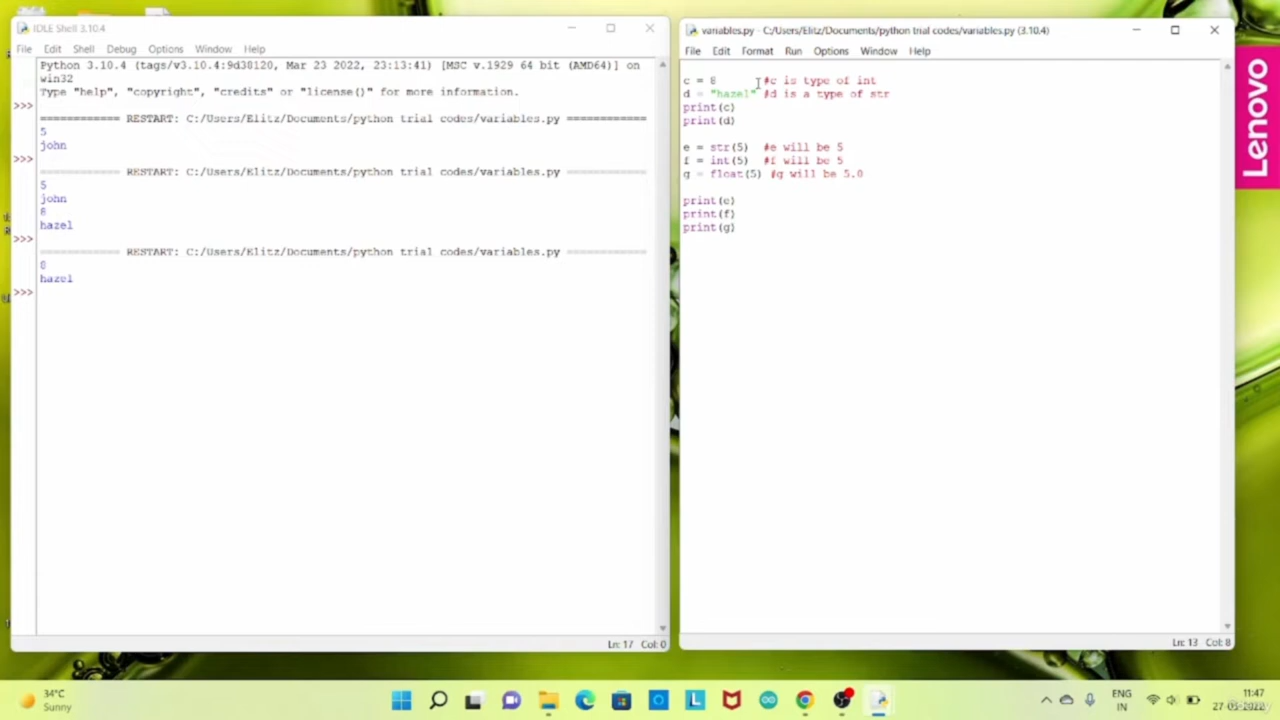 IDLE Shell 3.10.4
File Edit Shell Debug Options Window Help
Python 3.10.4 (tags/v3.10.4:9d38120, Mar 23 2022, 23:13:41) [MSC v.1929 64 bit (AMD64)] on
win32
Type "help", "copyright", "credits" or "license()" for more information.
>>>
============ RESTART: C:/Users/Elitz/Documents/python trial codes/variables.py ============
5
john
>>>
============ RESTART: C:/Users/Elitz/Documents/python trial codes/variables.py ============
5
john
8
hazel
>>>
============ RESTART: C:/Users/Elitz/Documents/python trial codes/variables.py ============
8
hazel
>>>
Ln: 17 Col: 0
variables.py - C:/Users/Elitz/Documents/python trial codes/variables.py (3.10.4)
File Edit Format Run Options Window Help
c = 8 #c is type of int
d = "hazel" #d is a type of str
print(c)
print(d)
e = str(5) #e will be 5
f = int(5) #f will be 5
g = float(5) #g will be 5.0
print(e)
print(f)
print(g)
Ln: 13 Col: 8
Lenovo
34°C
Sunny
ENG
IN
11:47
27-05-2022